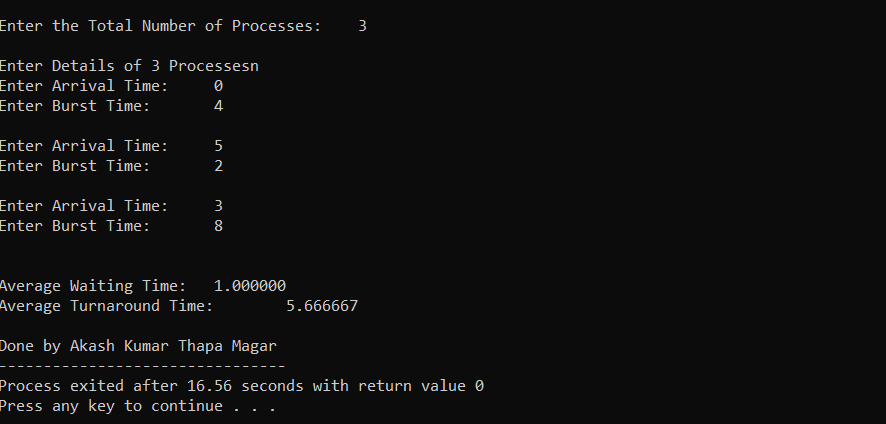 Enter the Total Number of Processes:    3
Enter Details of 3 Processesn
Enter Arrival Time:     0
Enter Burst Time:       4
Enter Arrival Time:     5
Enter Burst Time:       2
Enter Arrival Time:     3
Enter Burst Time:       8
Average Waiting Time:   1.000000
Average Turnaround Time:        5.666667
Done by Akash Kumar Thapa Magar
--------------------------------
Process exited after 16.56 seconds with return value 0
Press any key to continue . . .